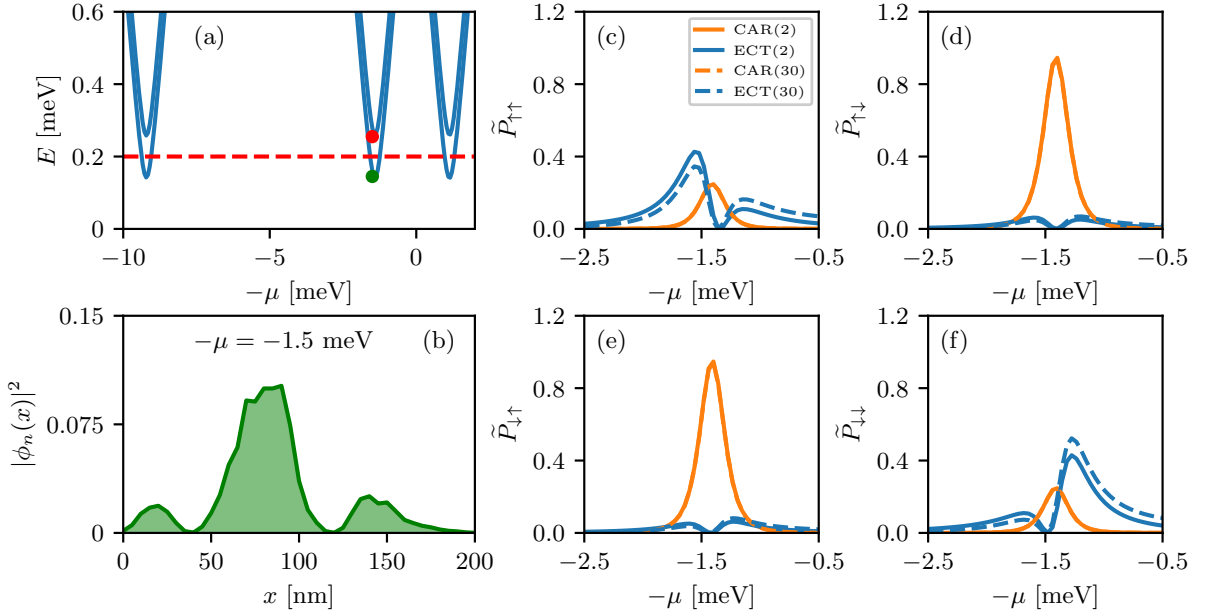 (a)
E [meV]
0.6
0.4
0.2
0
−10
−5
0
−μ [meV]
(c)
CAR(2)
ECT(2)
CAR(30)
ECT(30)
P̃↑↑
1.2
0.8
0.4
0.0
−2.5
−1.5
−0.5
−μ [meV]
(d)
P̃↑↓
1.2
0.8
0.4
0.0
−2.5
−1.5
−0.5
−μ [meV]
−μ = −1.5 meV
(b)
|ϕₙ(x)|²
0.15
0.075
0
0
50
100
150
200
x [nm]
(e)
P̃↓↑
1.2
0.8
0.4
0.0
−2.5
−1.5
−0.5
−μ [meV]
(f)
P̃↓↓
1.2
0.8
0.4
0.0
−2.5
−1.5
−0.5
−μ [meV]